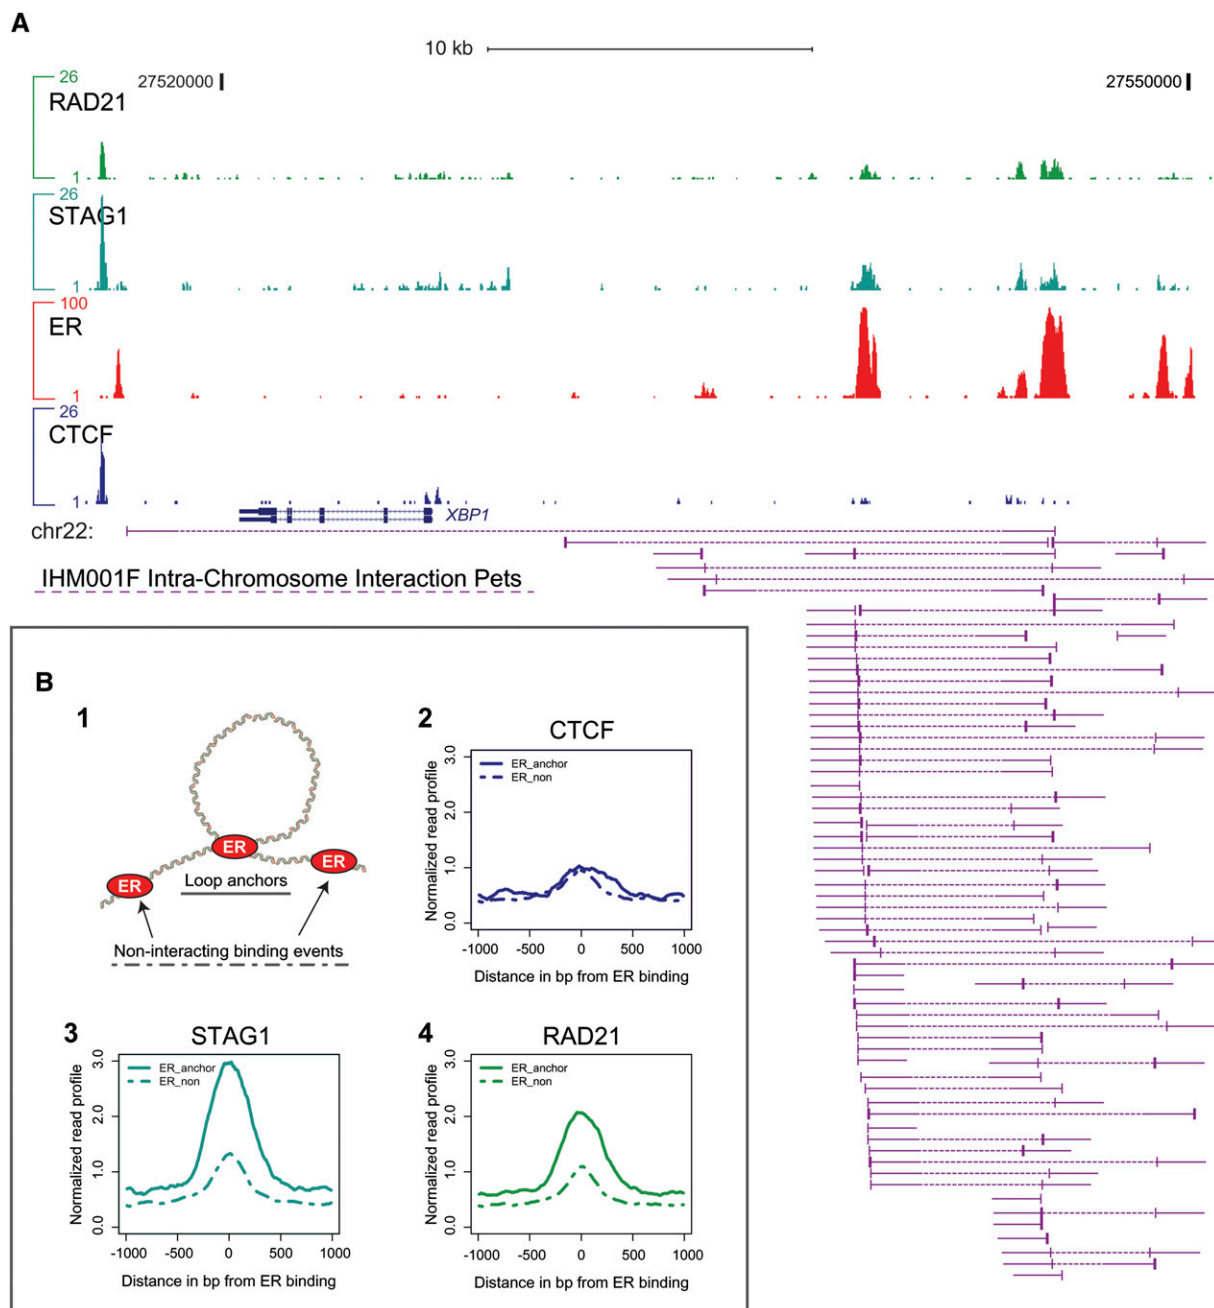 A
10 kb
27520000
27550000
26
RAD21
1
26
STAG1
1
100
ER
1
26
CTCF
1
XBP1
chr22:
IHM001F Intra-Chromosome Interaction Pets
B
1
ER
ER
ER
Loop anchors
Non-interacting binding events
2
CTCF
ER_anchor
ER_non
Normalized read profile
3.0
2.0
1.0
0.0
-1000 -500 0 500 1000
Distance in bp from ER binding
3
STAG1
ER_anchor
ER_non
Normalized read profile
3.0
2.0
1.0
0.0
-1000 -500 0 500 1000
Distance in bp from ER binding
4
RAD21
ER_anchor
ER_non
Normalized read profile
3.0
2.0
1.0
0.0
-1000 -500 0 500 1000
Distance in bp from ER binding